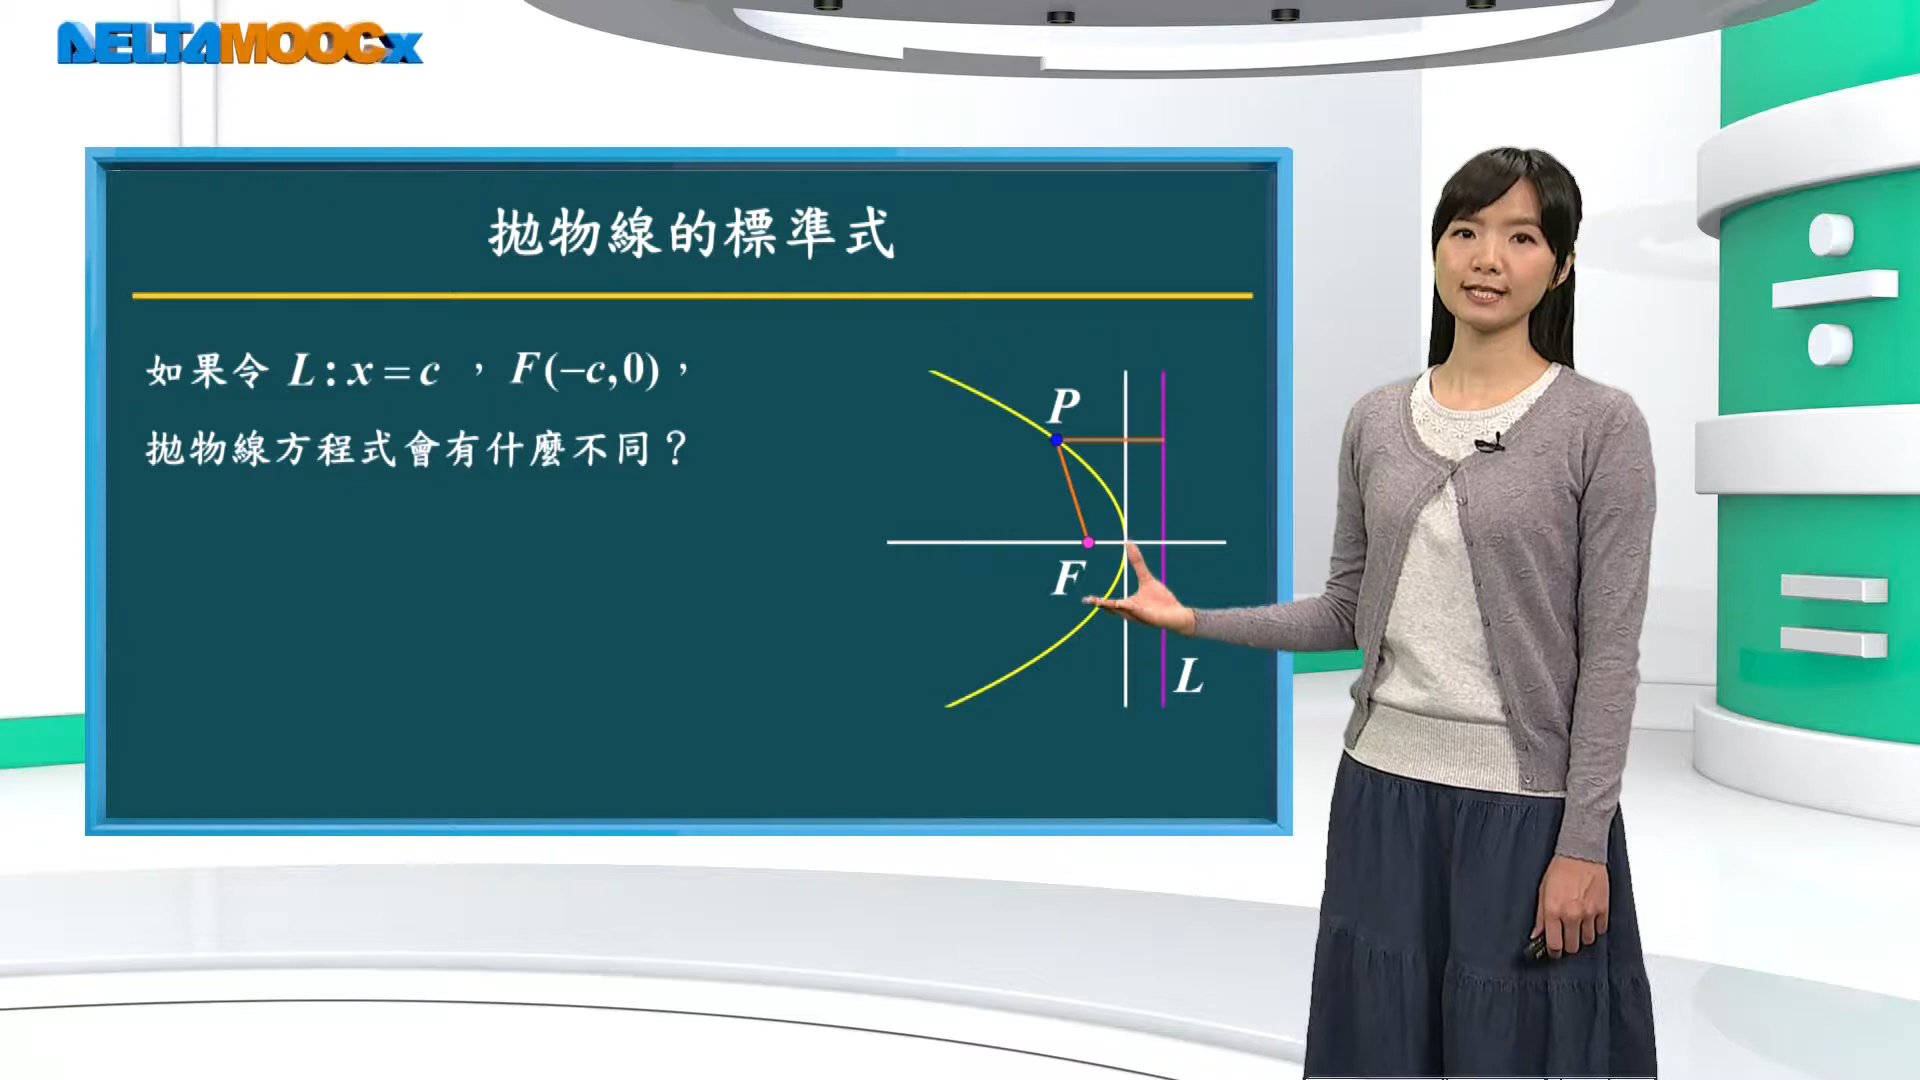 DELTAMOOCx
拋物線的標準式
如果令 L : x = c ，F(−c,0)，
拋物線方程式會有什麼不同？
P
F
L